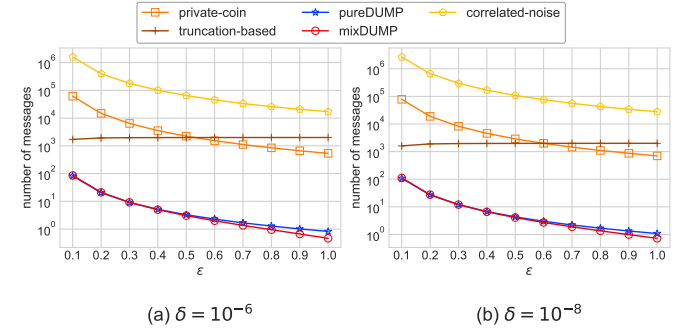 private-coin pureDUMP correlated-noise
truncation-based mixDUMP
number of messages
10^6
10^5
10^4
10^3
10^2
10^1
10^0
0.1 0.2 0.3 0.4 0.5 0.6 0.7 0.8 0.9 1.0
ε
(a) δ = 10^−6
number of messages
10^6
10^5
10^4
10^3
10^2
10^1
10^0
0.1 0.2 0.3 0.4 0.5 0.6 0.7 0.8 0.9 1.0
ε
(b) δ = 10^−8